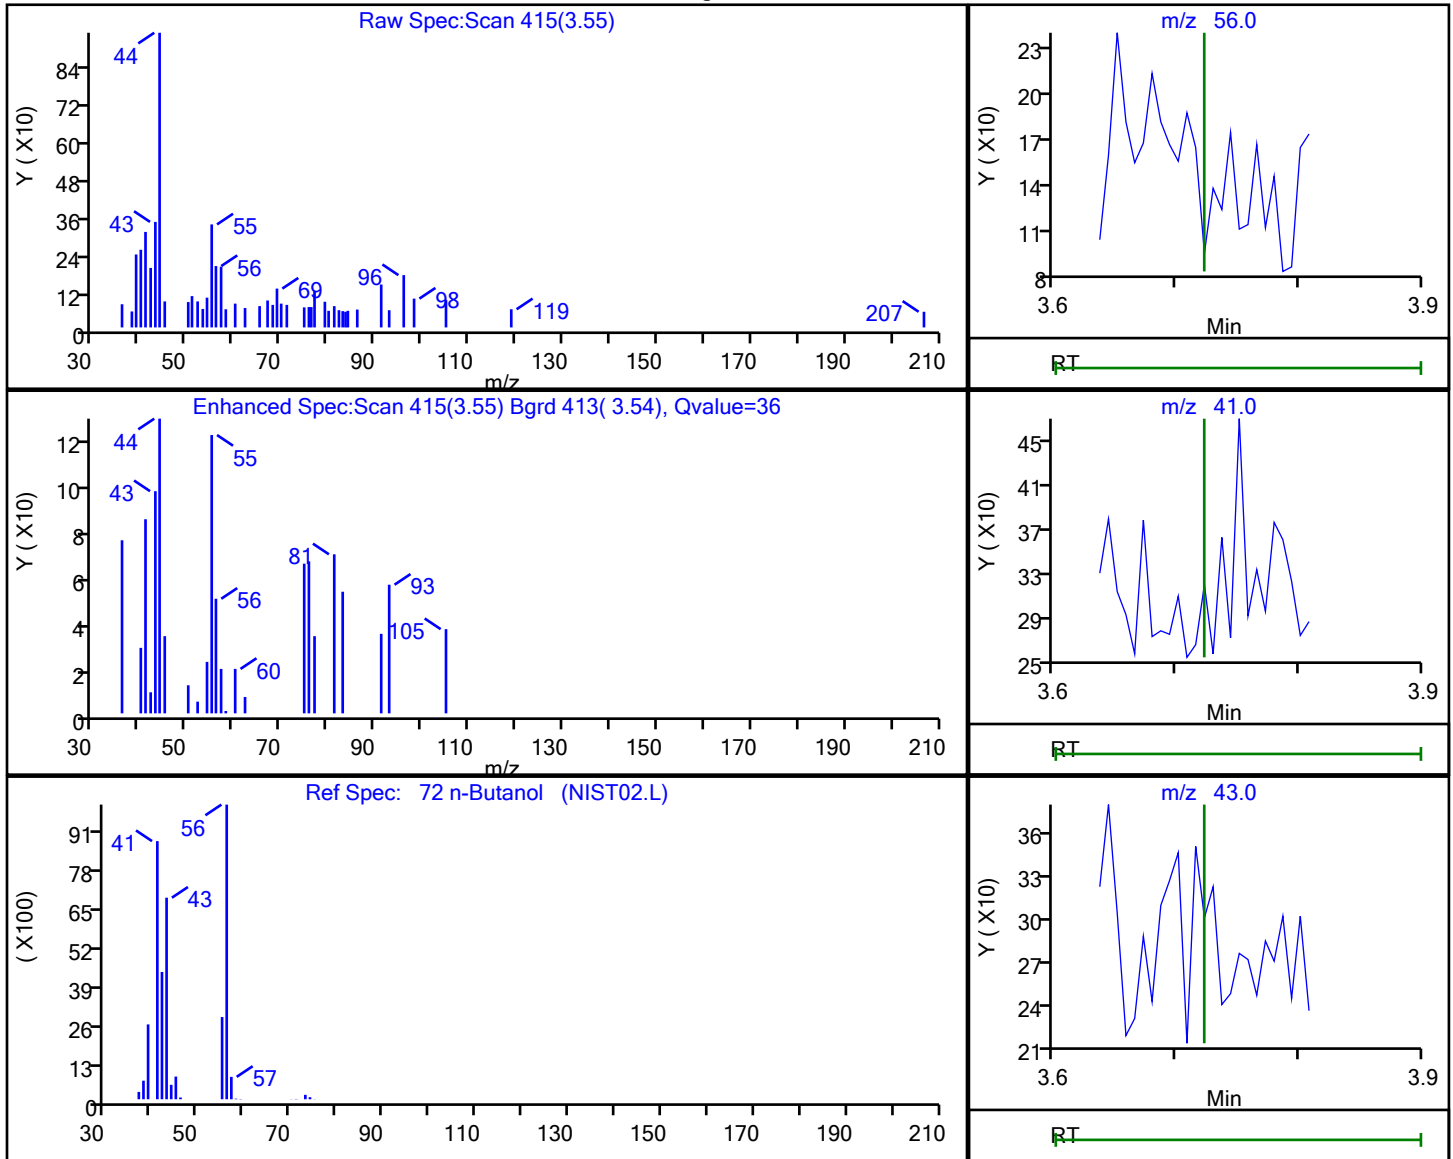 Raw Spec:Scan 415(3.55)
Y ( X10)
84
72
60
48
36
24
12
0
44
43
55
56
69
96
98
119
207
30 50 70 90 110 130 150 170 190 210
m/z
m/z 56.0
Y ( X10)
23
20
17
14
11
8
3.6 3.9
Min
RT
Enhanced Spec:Scan 415(3.55) Bgrd 413( 3.54), Qvalue=36
Y ( X10)
12
10
8
6
4
2
0
44
43
55
56
60
81
93
105
30 50 70 90 110 130 150 170 190 210
m/z
m/z 41.0
Y ( X10)
45
41
37
33
29
25
3.6 3.9
Min
RT
Ref Spec: 72 n-Butanol (NIST02.L)
( X100)
91
78
65
52
39
26
13
0
41
56
43
57
30 50 70 90 110 130 150 170 190 210
m/z 43.0
Y ( X10)
36
33
30
27
24
21
3.6 3.9
Min
RT